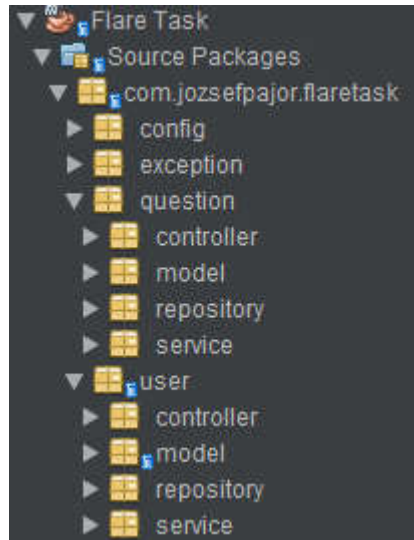 Flare Task
Source Packages
com.jozsefpajor.flaretask
config
exception
question
controller
model
repository
service
user
controller
model
repository
service